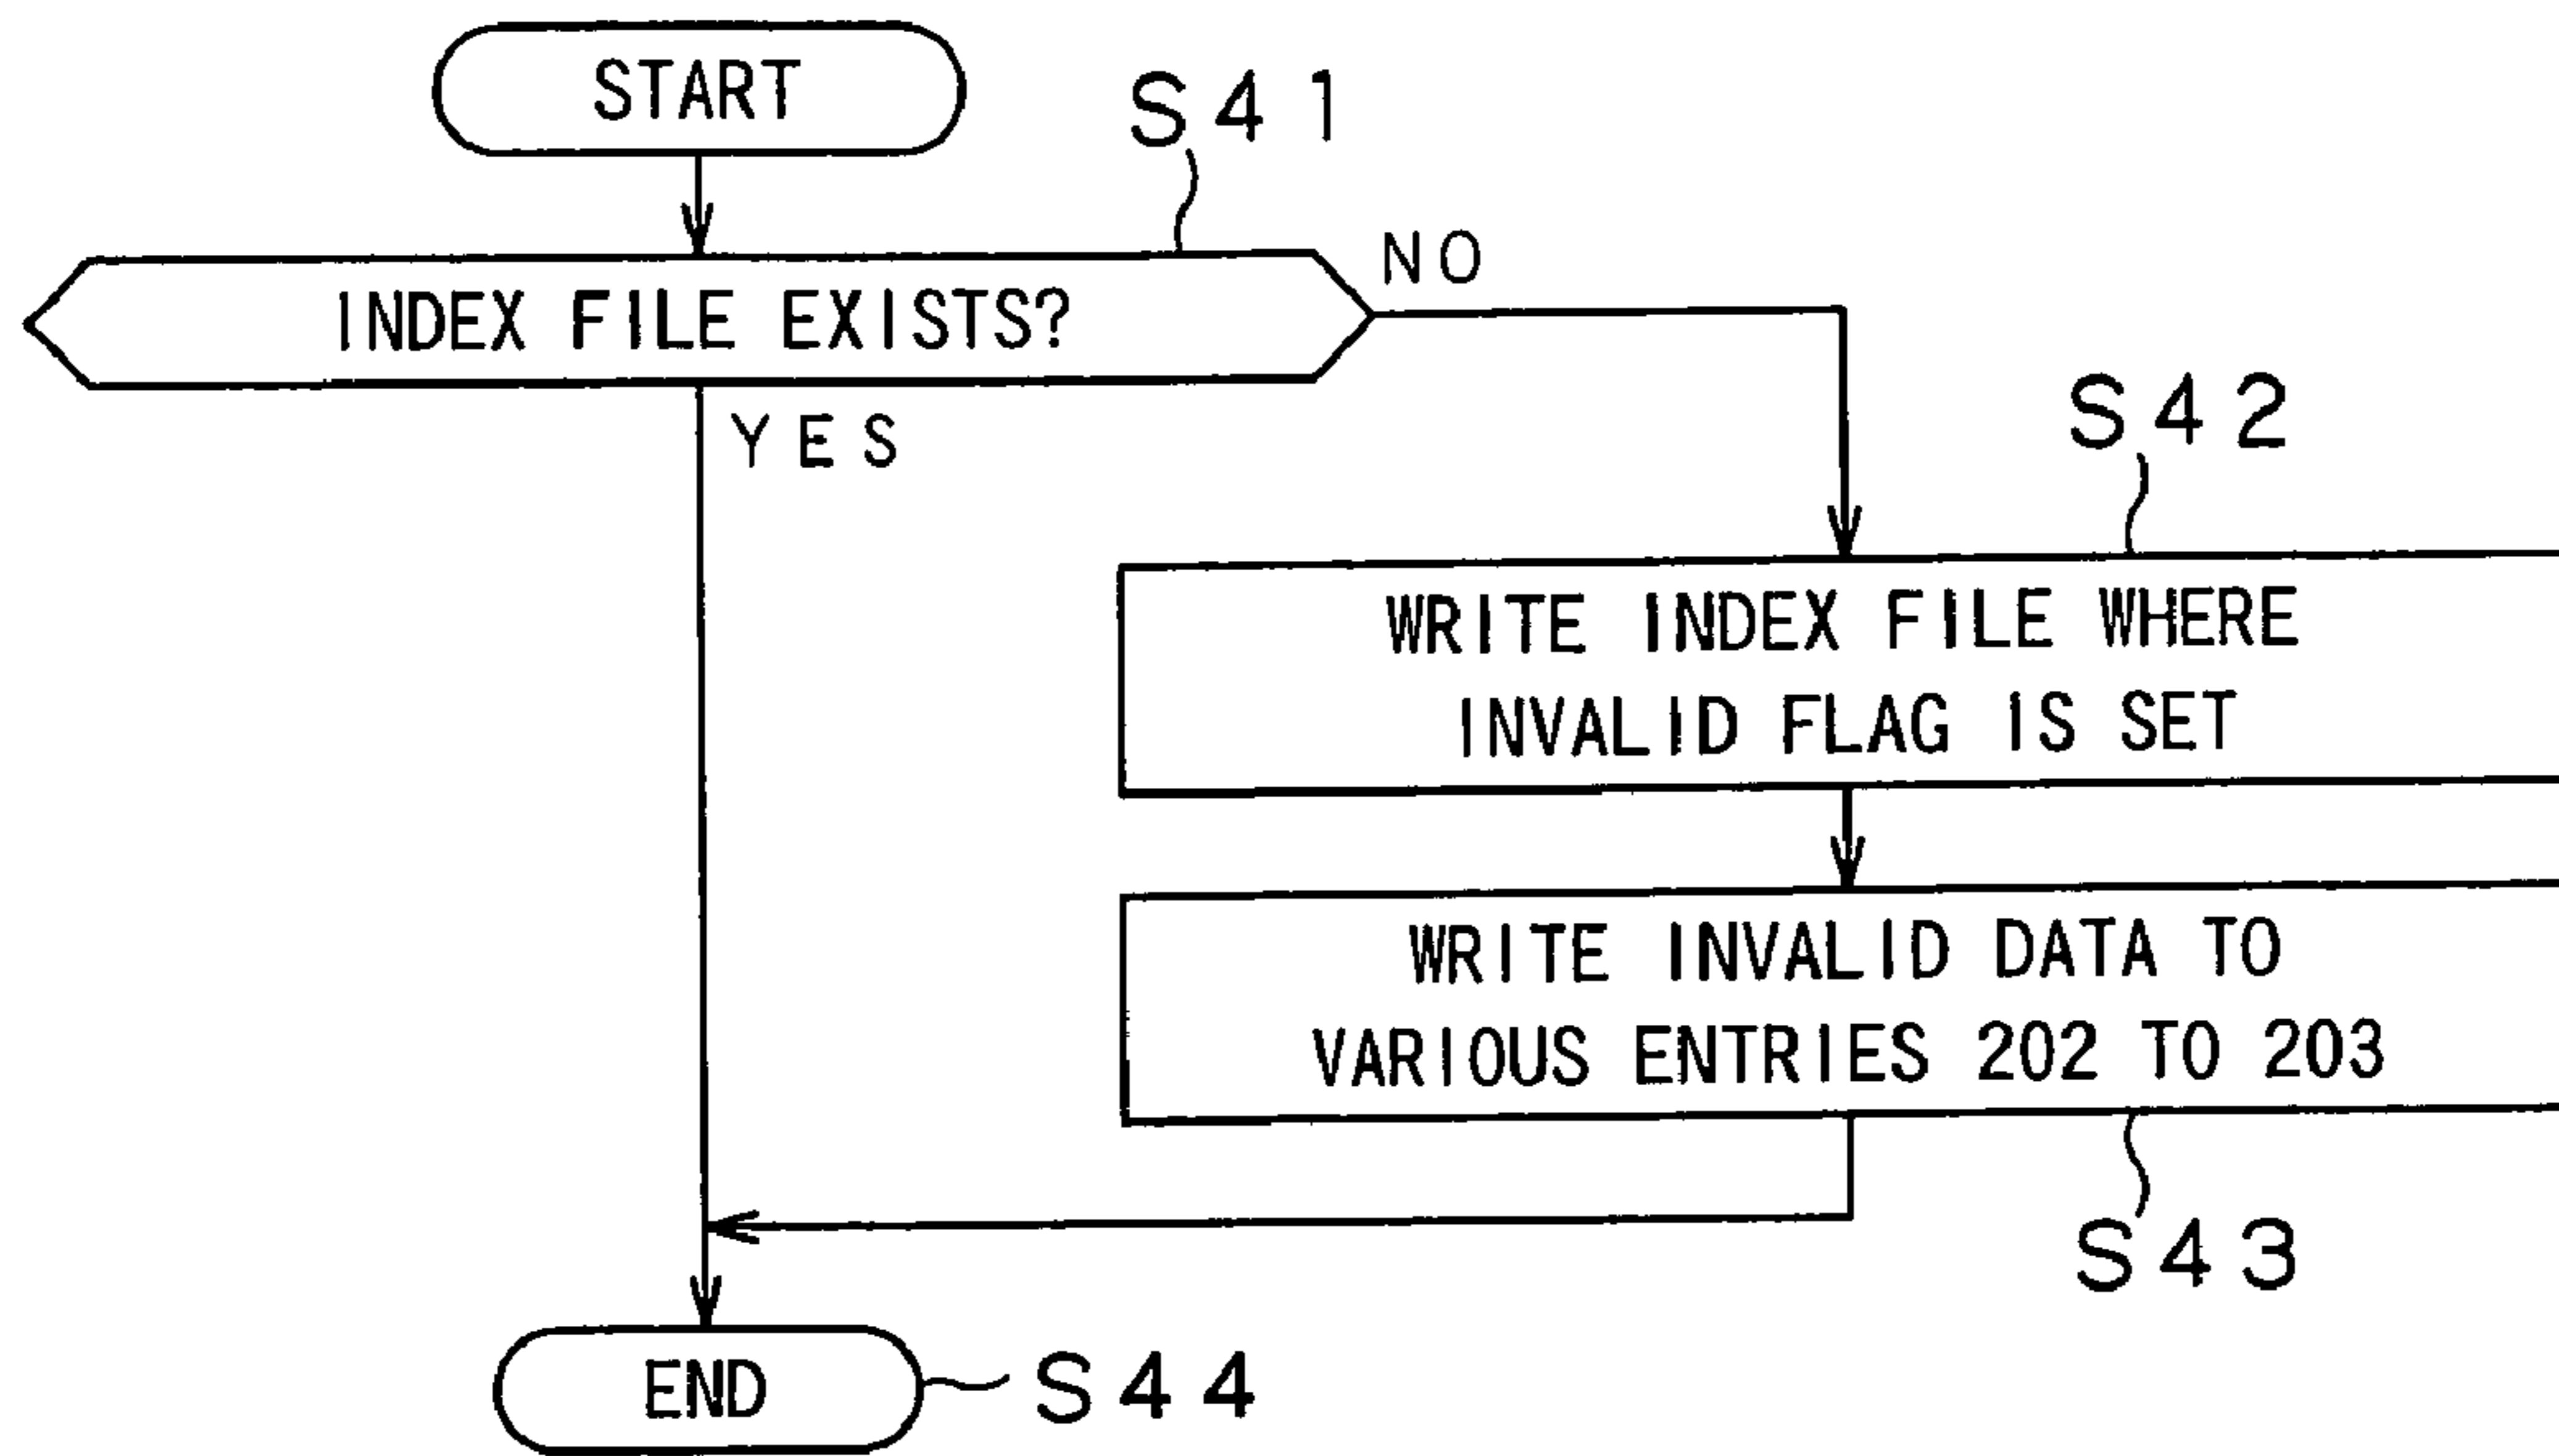 START
S41
INDEX FILE EXISTS?
NO
YES
S42
WRITE INDEX FILE WHERE
INVALID FLAG IS SET
WRITE INVALID DATA TO
VARIOUS ENTRIES 202 TO 203
S43
END
S44